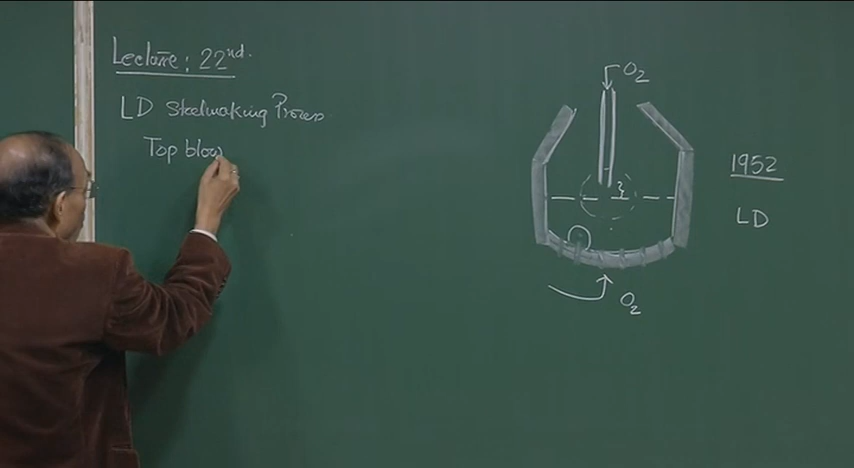 Lecture: 22nd.
LD Steelmaking Process
Top blow
O2
1952
LD
O2